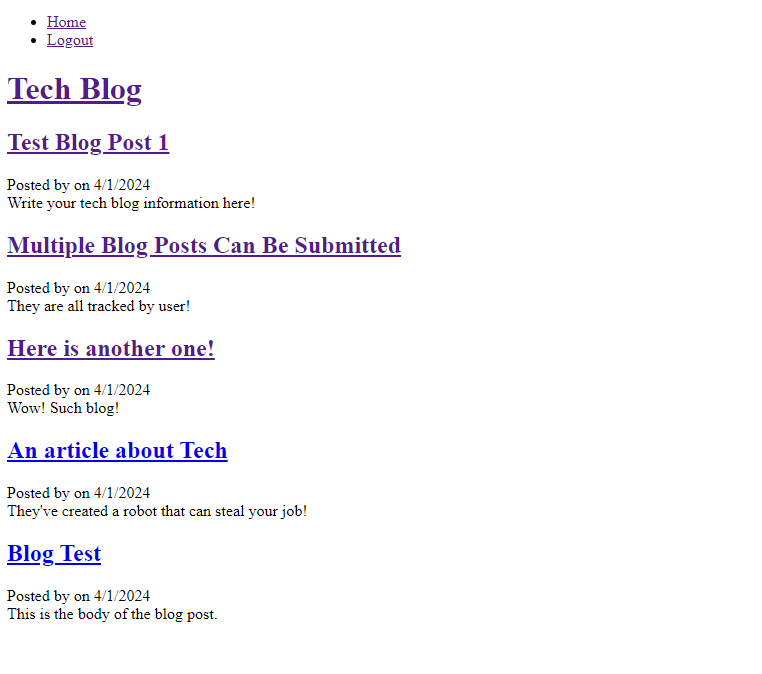 Home
Logout
Tech Blog
Test Blog Post 1
Posted by on 4/1/2024
Write your tech blog information here!
Multiple Blog Posts Can Be Submitted
Posted by on 4/1/2024
They are all tracked by user!
Here is another one!
Posted by on 4/1/2024
Wow! Such blog!
An article about Tech
Posted by on 4/1/2024
They've created a robot that can steal your job!
Blog Test
Posted by on 4/1/2024
This is the body of the blog post.